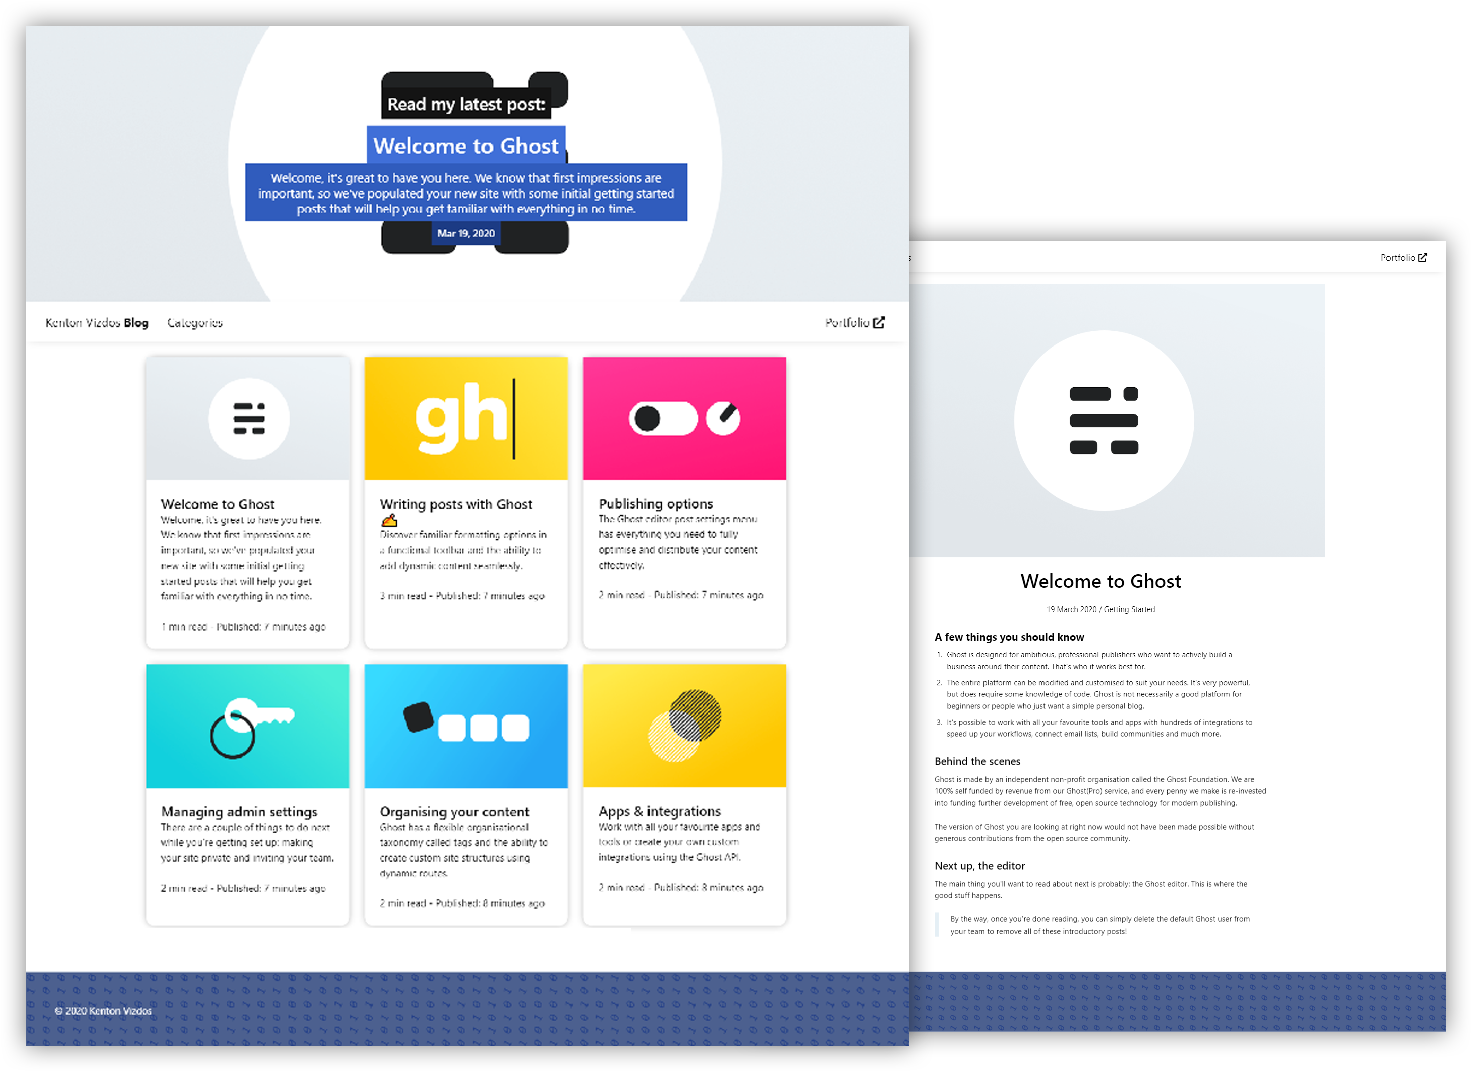 Read my latest post:
Welcome to Ghost
Welcome, it's great to have you here. We know that first impressions are
important, so we've populated your new site with some initial getting started
posts that will help you get familiar with everything in no time.
Mar 19, 2020
Kenton Vizdos Blog
Categories
Portfolio
Welcome to Ghost
Welcome, it's great to have you here.
We know that first impressions are
important, so we've populated your
new site with some initial getting
started posts that will help you get
familiar with everything in no time.
1 min read - Published: 7 minutes ago
gh
Writing posts with Ghost
✍️
Discover familiar formatting options in
a functional toolbar and the ability to
add dynamic content seamlessly.
3 min read - Published: 7 minutes ago
Publishing options
The Ghost editor post settings menu
has everything you need to fully
optimise and distribute your content
effectively.
2 min read - Published: 7 minutes ago
Managing admin settings
There are a couple of things to do next
while you're getting set up: making
your site private and inviting your team.
2 min read - Published: 7 minutes ago
Organising your content
Ghost has a flexible organisational
taxonomy called tags and the ability to
create custom site structures using
dynamic routes.
2 min read - Published: 8 minutes ago
Apps & integrations
Work with all your favourite apps and
tools or create your own custom
integrations using the Ghost API.
2 min read - Published: 8 minutes ago
© 2020 Kenton Vizdos
s
Portfolio
Welcome to Ghost
19 March 2020 / Getting Started
A few things you should know
1. Ghost is designed for ambitious, professional publishers who want to actively build a
business around their content. That's who it works best for.
2. The entire platform can be modified and customised to suit your needs. It's very powerful,
but does require some knowledge of code. Ghost is not necessarily a good platform for
beginners or people who just want a simple personal blog.
3. It's possible to work with all your favourite tools and apps with hundreds of integrations to
speed up your workflows, connect email lists, build communities and much more.
Behind the scenes
Ghost is made by an independent non-profit organisation called the Ghost Foundation. We are
100% self funded by revenue from our Ghost(Pro) service, and every penny we make is re-invested
into funding further development of free, open source technology for modern publishing.
The version of Ghost you are looking at right now would not have been made possible without
generous contributions from the open source community.
Next up, the editor
The main thing you'll want to read about next is probably: the Ghost editor. This is where the
good stuff happens.
By the way, once you're done reading, you can simply delete the default Ghost user from
your team to remove all of these introductory posts!